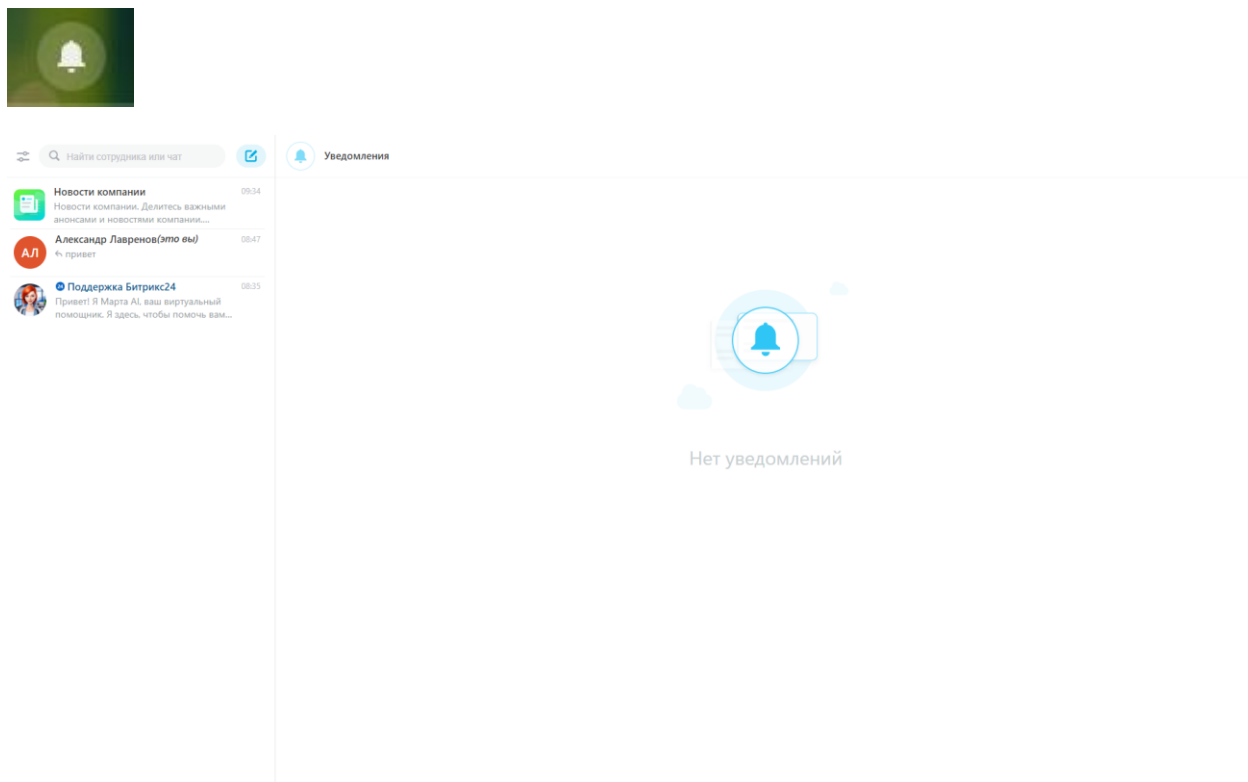 Найти сотрудника или чат
Уведомления
Новости компании 09:34
Новости компании. Делитесь важными
анонсами и новостями компании....
АЛ
Александр Лавренов(это вы) 08:47
привет
24 Поддержка Битрикс24 08:35
Привет! Я Марта AI, ваш виртуальный
помощник. Я здесь, чтобы помочь вам...
Нет уведомлений